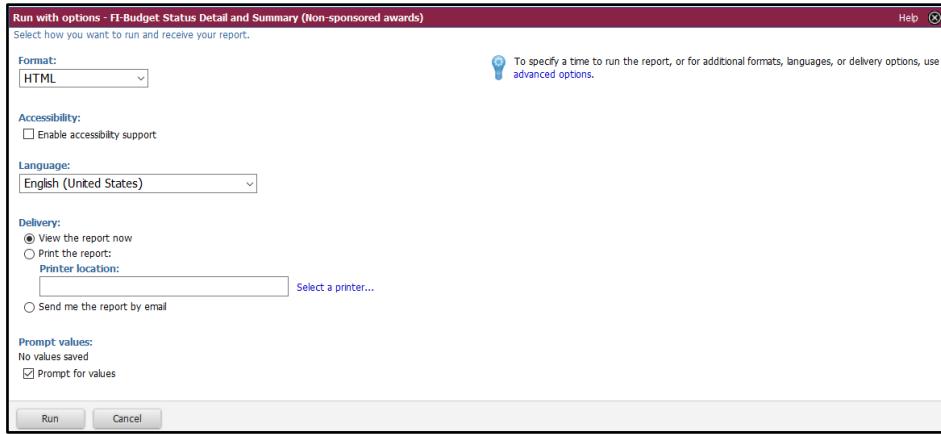 Run with options - FI-Budget Status Detail and Summary (Non-sponsored awards)
Help
Select how you want to run and receive your report.
Format:
HTML
To specify a time to run the report, or for additional formats, languages, or delivery options, use
advanced options.
Accessibility:
Enable accessibility support
Language:
English (United States)
Delivery:
View the report now
Print the report:
Printer location:
Select a printer...
Send me the report by email
Prompt values:
No values saved
Prompt for values
Run
Cancel